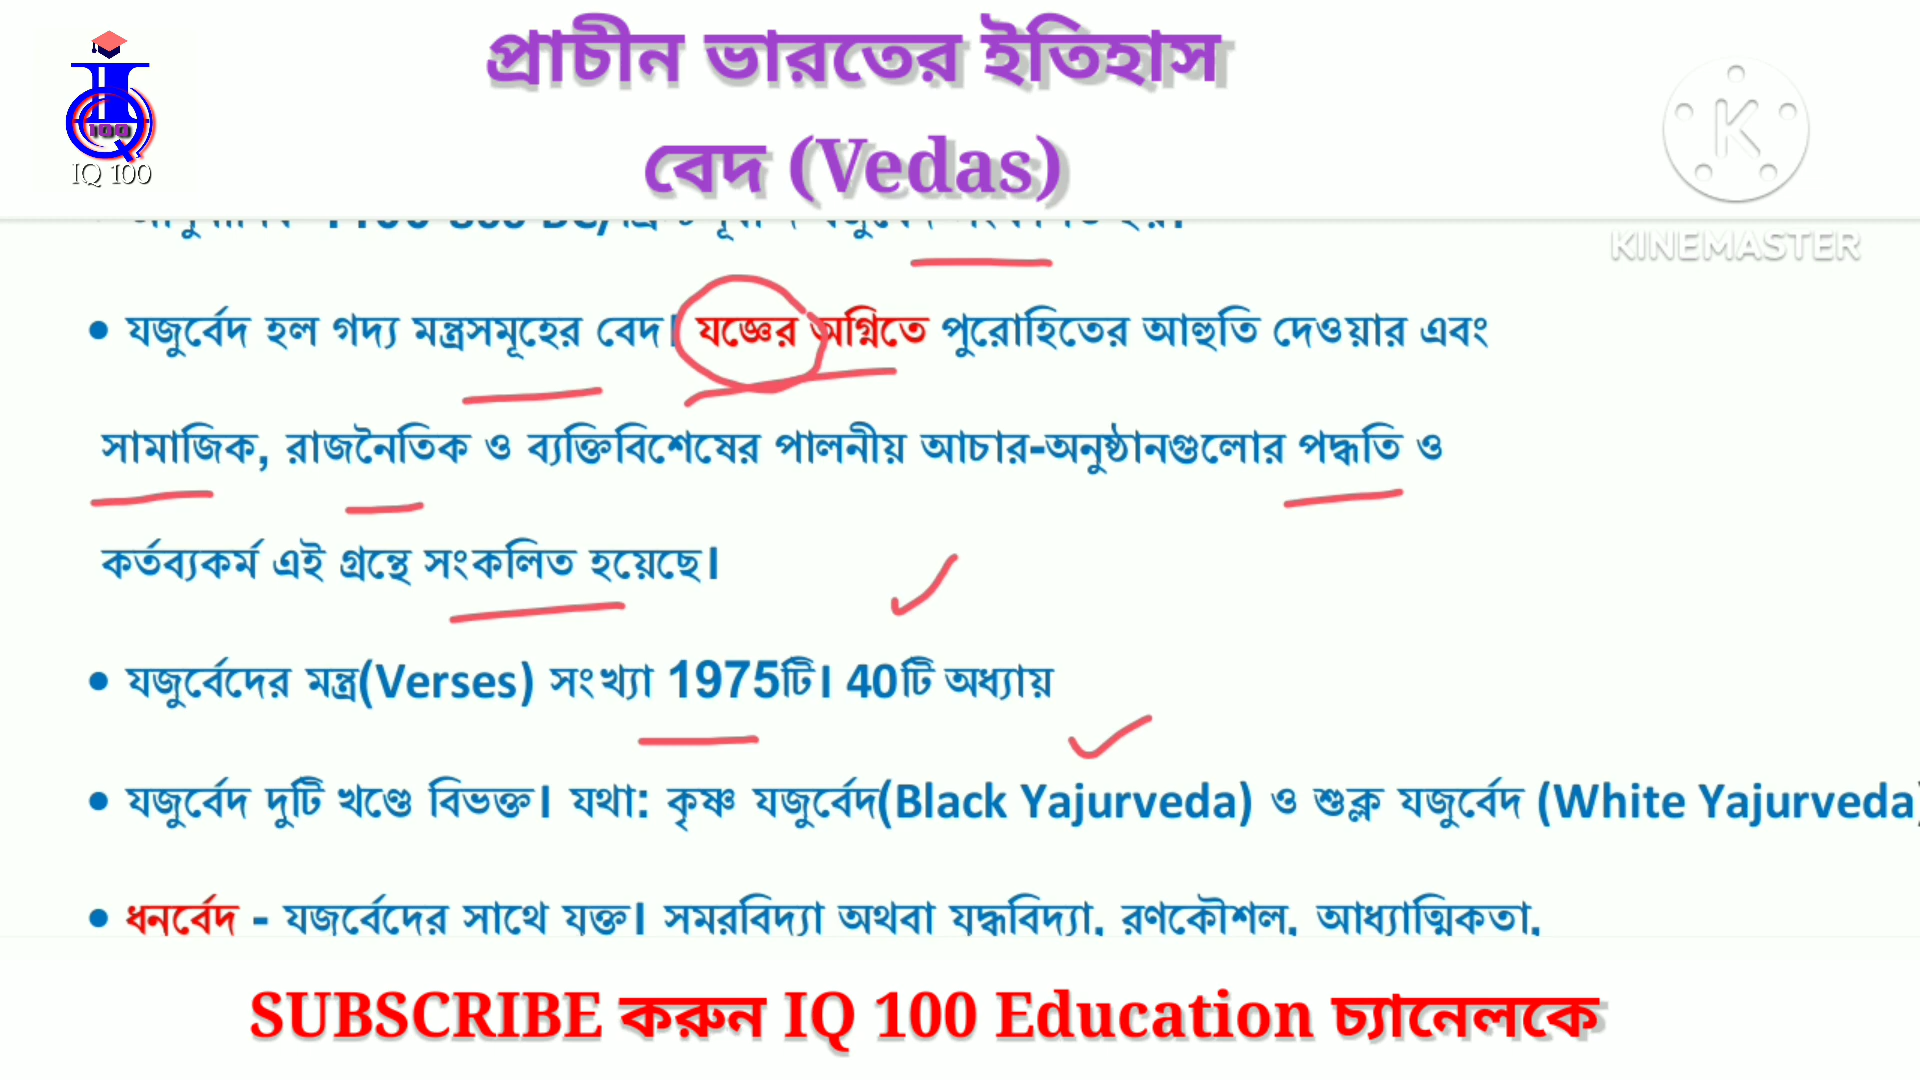 প্রাচীন ভারতের ইতিহাস
বেদ (Vedas)
100
IQ 100
K
KINEMASTER
• যজুর্বেদ হল গদ্য মন্ত্রসমূহের বেদ। যজ্ঞের অগ্নিতে পুরোহিতের আহুতি দেওয়ার এবং
সামাজিক, রাজনৈতিক ও ব্যক্তিবিশেষের পালনীয় আচার-অনুষ্ঠানগুলোর পদ্ধতি ও
কর্তব্যকর্ম এই গ্রন্থে সংকলিত হয়েছে।
• যজুর্বেদের মন্ত্র(Verses) সংখ্যা 1975টি। 40টি অধ্যায়
• যজুর্বেদ দুটি খণ্ডে বিভক্ত। যথা: কৃষ্ণ যজুর্বেদ(Black Yajurveda) ও শুক্ল যজুর্বেদ (White Yajurveda)
• ধনুর্বেদ - যজুর্বেদের সাথে যুক্ত। সমরবিদ্যা অথবা যুদ্ধবিদ্যা, রণকৌশল, আধ্যাত্মিকতা,
SUBSCRIBE করুন IQ 100 Education চ্যানেলকে